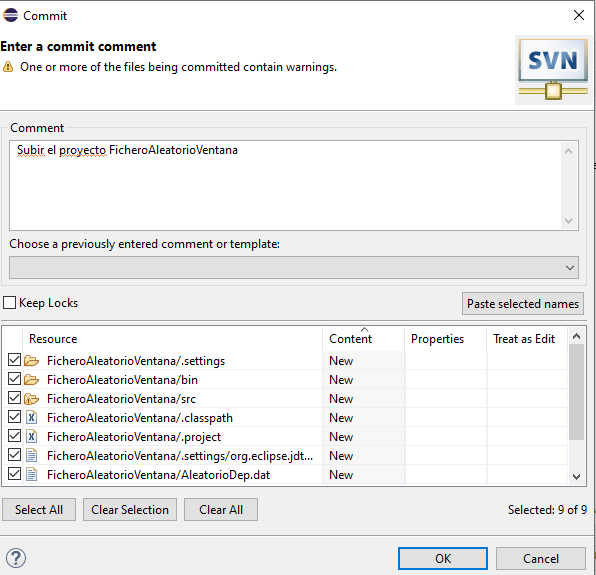 Commit
Enter a commit comment
One or more of the files being committed contain warnings.
SVN
Comment
Subir el proyecto FicheroAleatorioVentana
Choose a previously entered comment or template:
Keep Locks
Paste selected names
Resource Content Properties Treat as Edit
FicheroAleatorioVentana/.settings New
FicheroAleatorioVentana/bin New
FicheroAleatorioVentana/src New
FicheroAleatorioVentana/.classpath New
FicheroAleatorioVentana/.project New
FicheroAleatorioVentana/.settings/org.eclipse.jdt... New
FicheroAleatorioVentana/AleatorioDep.dat New
Select All Clear Selection Clear All Selected: 9 of 9
? OK Cancel